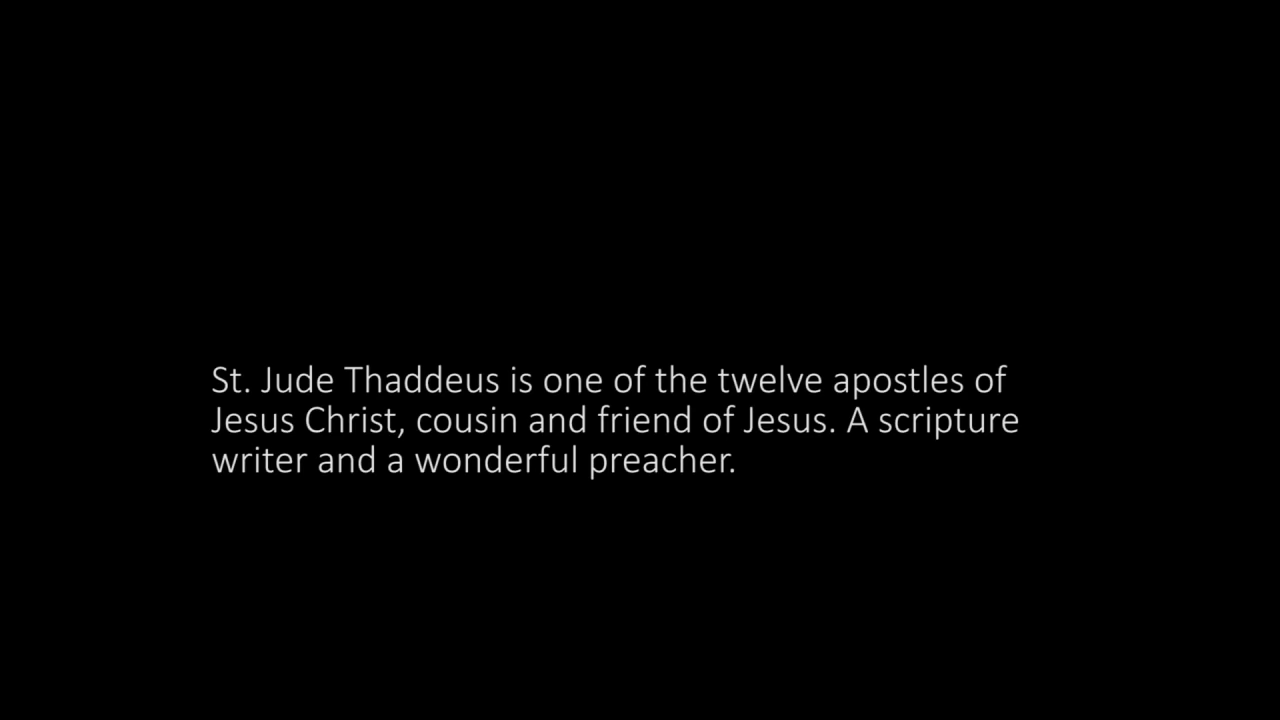 St. Jude Thaddeus is one of the twelve apostles of
Jesus Christ, cousin and friend of Jesus. A scripture
writer and a wonderful preacher.